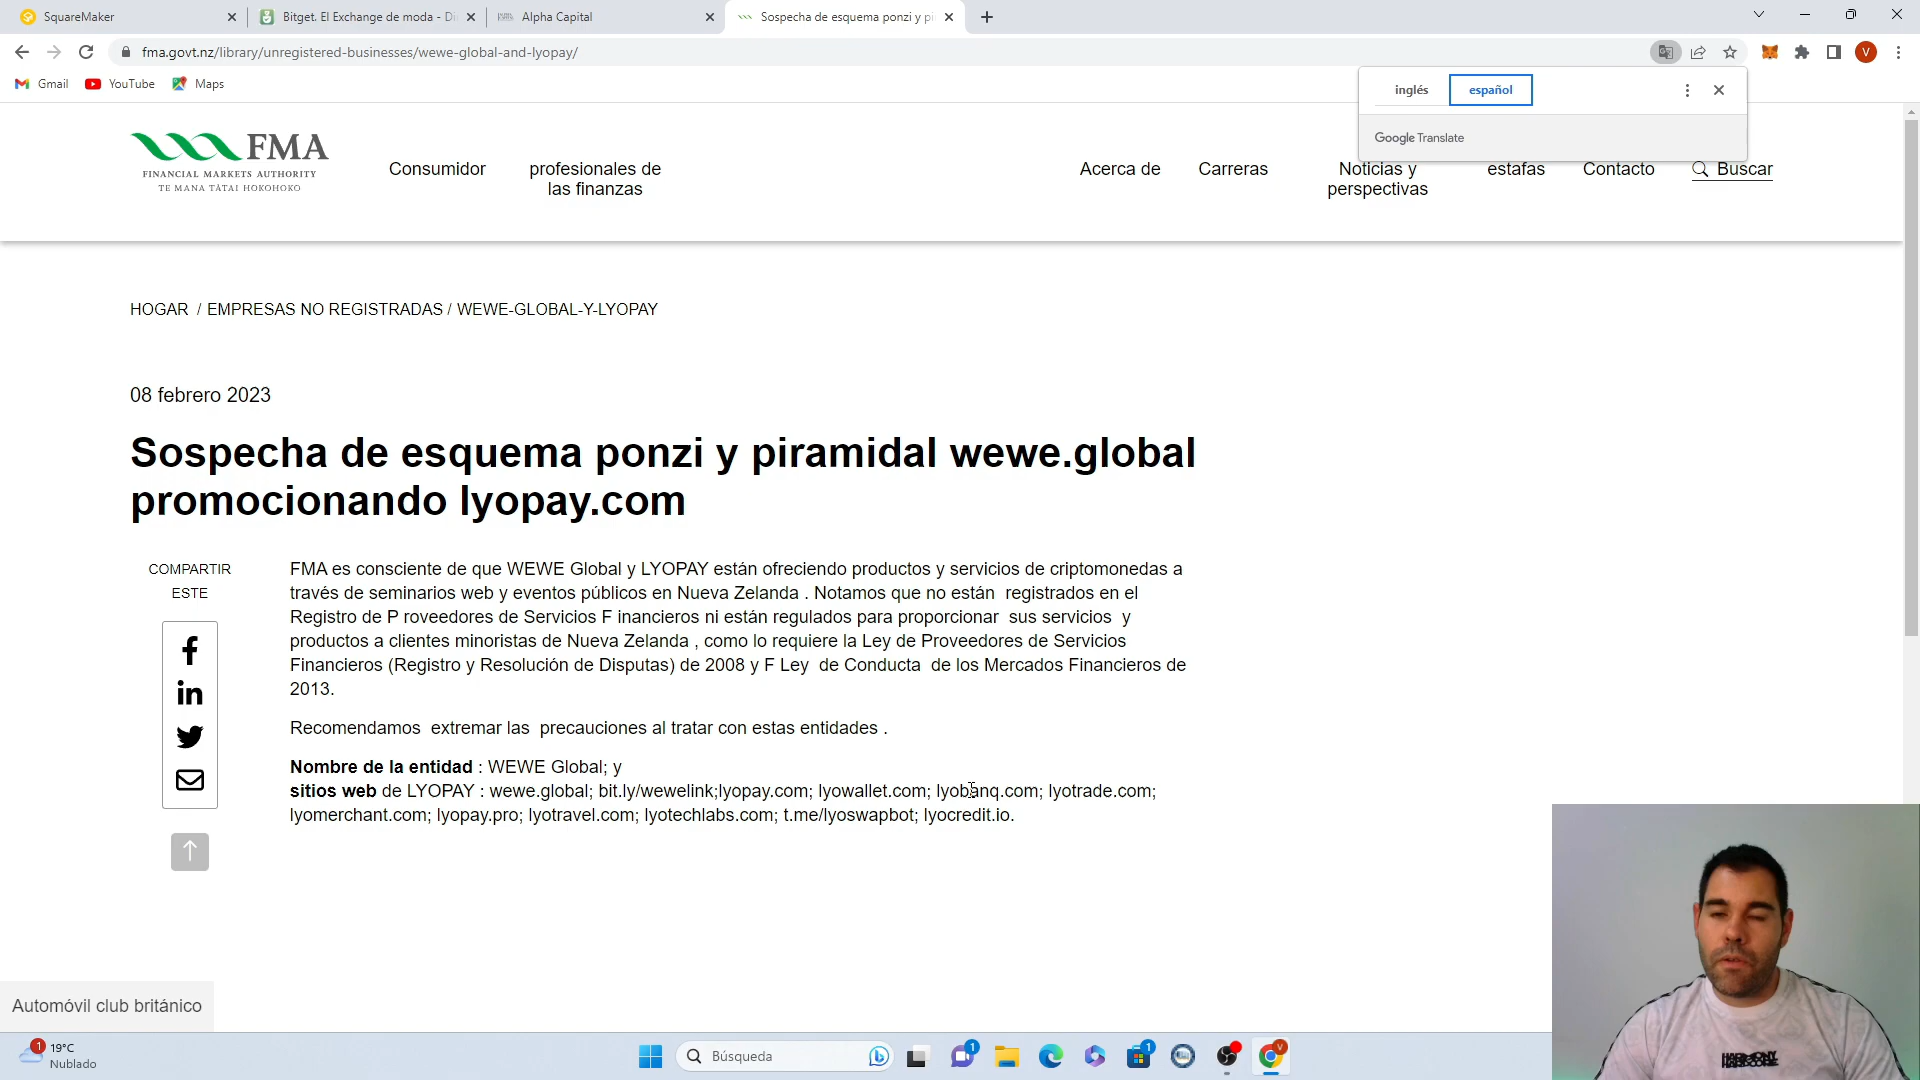 SquareMaker
Bitget. El Exchange de moda - Di
Alpha Capital
Sospecha de esquema ponzi y pi
fma.govt.nz/library/unregistered-businesses/wewe-global-and-lyopay/
V
Gmail
YouTube
Maps
inglés
español
Google Translate
FMA
FINANCIAL MARKETS AUTHORITY
TE MANA TĀTAI HOKOHOKO
Consumidor
profesionales de
las finanzas
Acerca de
Carreras
Noticias y
perspectivas
estafas
Contacto
Buscar
HOGAR / EMPRESAS NO REGISTRADAS / WEWE-GLOBAL-Y-LYOPAY
08 febrero 2023
Sospecha de esquema ponzi y piramidal wewe.global
promocionando lyopay.com
COMPARTIR
ESTE
FMA es consciente de que WEWE Global y LYOPAY están ofreciendo productos y servicios de criptomonedas a
través de seminarios web y eventos públicos en Nueva Zelanda . Notamos que no están registrados en el
Registro de P roveedores de Servicios F inancieros ni están regulados para proporcionar sus servicios y
productos a clientes minoristas de Nueva Zelanda , como lo requiere la Ley de Proveedores de Servicios
Financieros (Registro y Resolución de Disputas) de 2008 y F Ley de Conducta de los Mercados Financieros de
2013.
Recomendamos extremar las precauciones al tratar con estas entidades .
Nombre de la entidad : WEWE Global; y
sitios web de LYOPAY : wewe.global; bit.ly/wewelink;lyopay.com; lyowallet.com; lyobanq.com; lyotrade.com;
lyomerchant.com; lyopay.pro; lyotravel.com; lyotechlabs.com; t.me/lyoswapbot; lyocredit.io.
Automóvil club británico
1
19°C
Nublado
Búsqueda
1
1
V